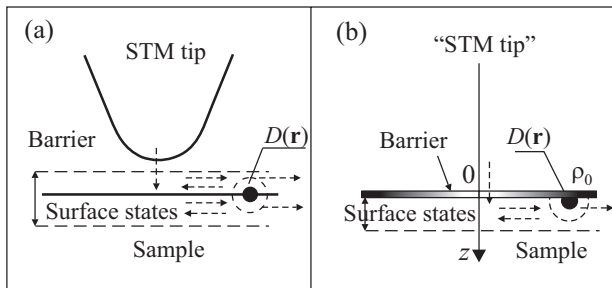 (a)
STM tip
Barrier
D(r)
Surface states
Sample
(b)
“STM tip”
Barrier
0
D(r)
ρ0
Surface states
z
Sample